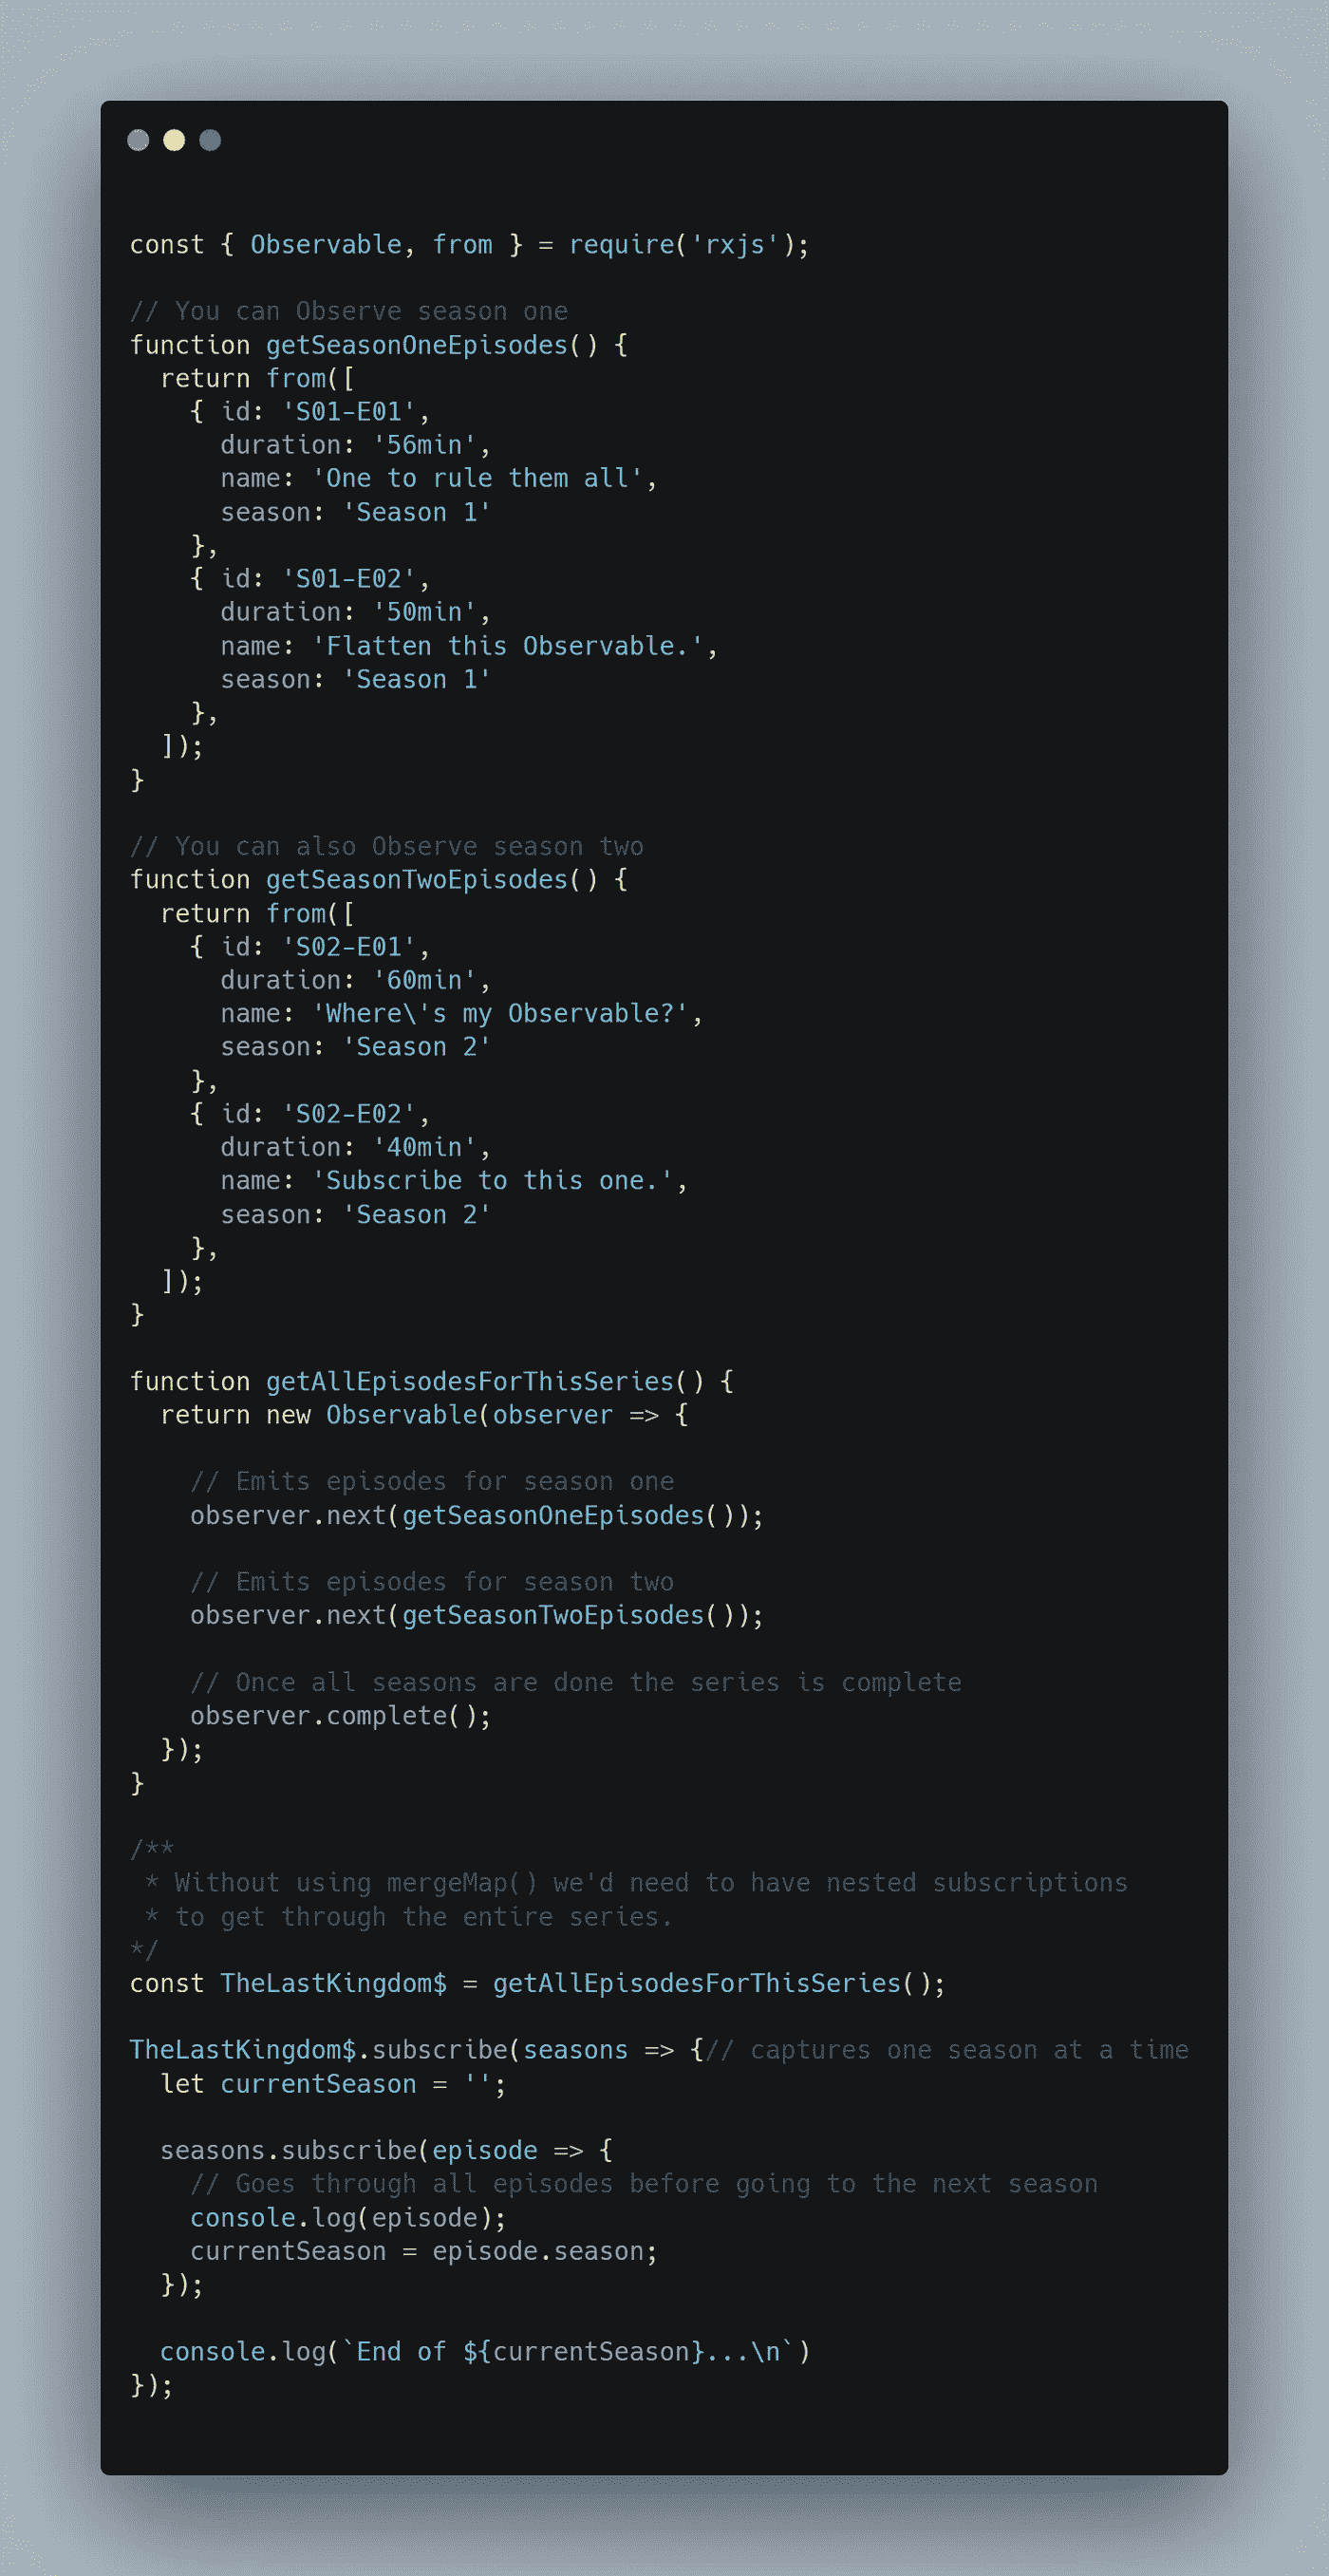 const { Observable, from } = require('rxjs');

// You can Observe season one
function getSeasonOneEpisodes() {
  return from([
    { id: 'S01-E01',
      duration: '56min',
      name: 'One to rule them all',
      season: 'Season 1'
    },
    { id: 'S01-E02',
      duration: '50min',
      name: 'Flatten this Observable.',
      season: 'Season 1'
    },
  ]);
}

// You can also Observe season two
function getSeasonTwoEpisodes() {
  return from([
    { id: 'S02-E01',
      duration: '60min',
      name: 'Where\'s my Observable?',
      season: 'Season 2'
    },
    { id: 'S02-E02',
      duration: '40min',
      name: 'Subscribe to this one.',
      season: 'Season 2'
    },
  ]);
}

function getAllEpisodesForThisSeries() {
  return new Observable(observer => {

    // Emits episodes for season one
    observer.next(getSeasonOneEpisodes());

    // Emits episodes for season two
    observer.next(getSeasonTwoEpisodes());

    // Once all seasons are done the series is complete
    observer.complete();
  });
}

/**
 * Without using mergeMap() we'd need to have nested subscriptions
 * to get through the entire series.
*/
const TheLastKingdom$ = getAllEpisodesForThisSeries();

TheLastKingdom$.subscribe(seasons => {// captures one season at a time
  let currentSeason = '';

  seasons.subscribe(episode => {
    // Goes through all episodes before going to the next season
    console.log(episode);
    currentSeason = episode.season;
  });

  console.log(`End of ${currentSeason}...\n`)
});